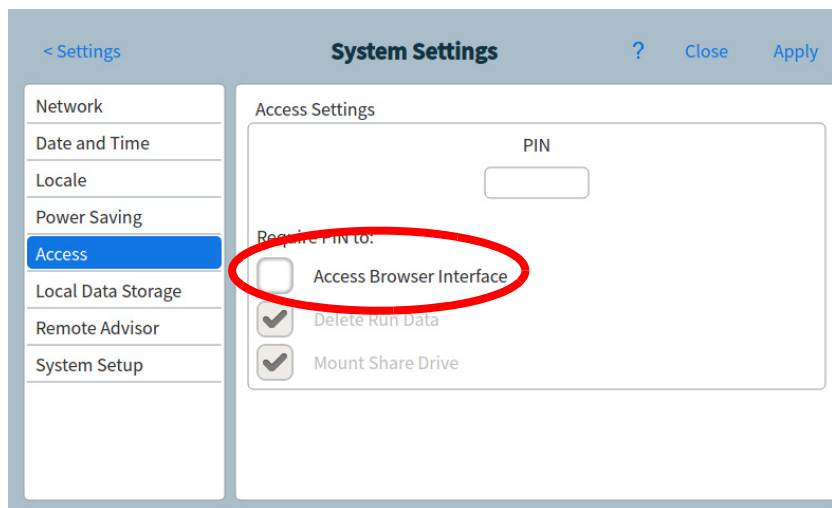 < Settings System Settings ? Close Apply
Network
Date and Time
Locale
Power Saving
Access
Local Data Storage
Remote Advisor
System Setup
Access Settings
PIN
Require PIN to:
Access Browser Interface
Delete Run Data
Mount Share Drive